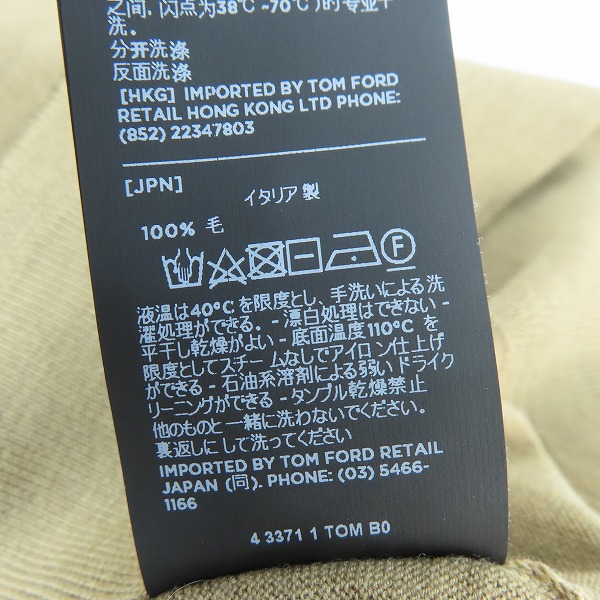 之间，闪点为38°C -70°C)的专业干
洗.
分开洗涤
反面洗涤
[HKG] IMPORTED BY TOM FORD
RETAIL HONG KONG LTD PHONE:
(852) 22347803
[JPN]
イタリア製
100% 毛
F
液温は40°Cを限度とし、手洗いによる洗
濯処理ができる. - 漂白処理はできない -
平干し乾燥がよい - 底面温度110°Cを
限度としてスチームなしでアイロン仕上げ
ができる - 石油系溶剤による弱いドライク
リーニングができる - タンブル乾燥禁止
他のものと一緒に洗わないでください。
裏返しにして洗ってください
IMPORTED BY TOM FORD RETAIL
JAPAN (同). PHONE: (03) 5466-
1166
4 3371 1 TOM B0